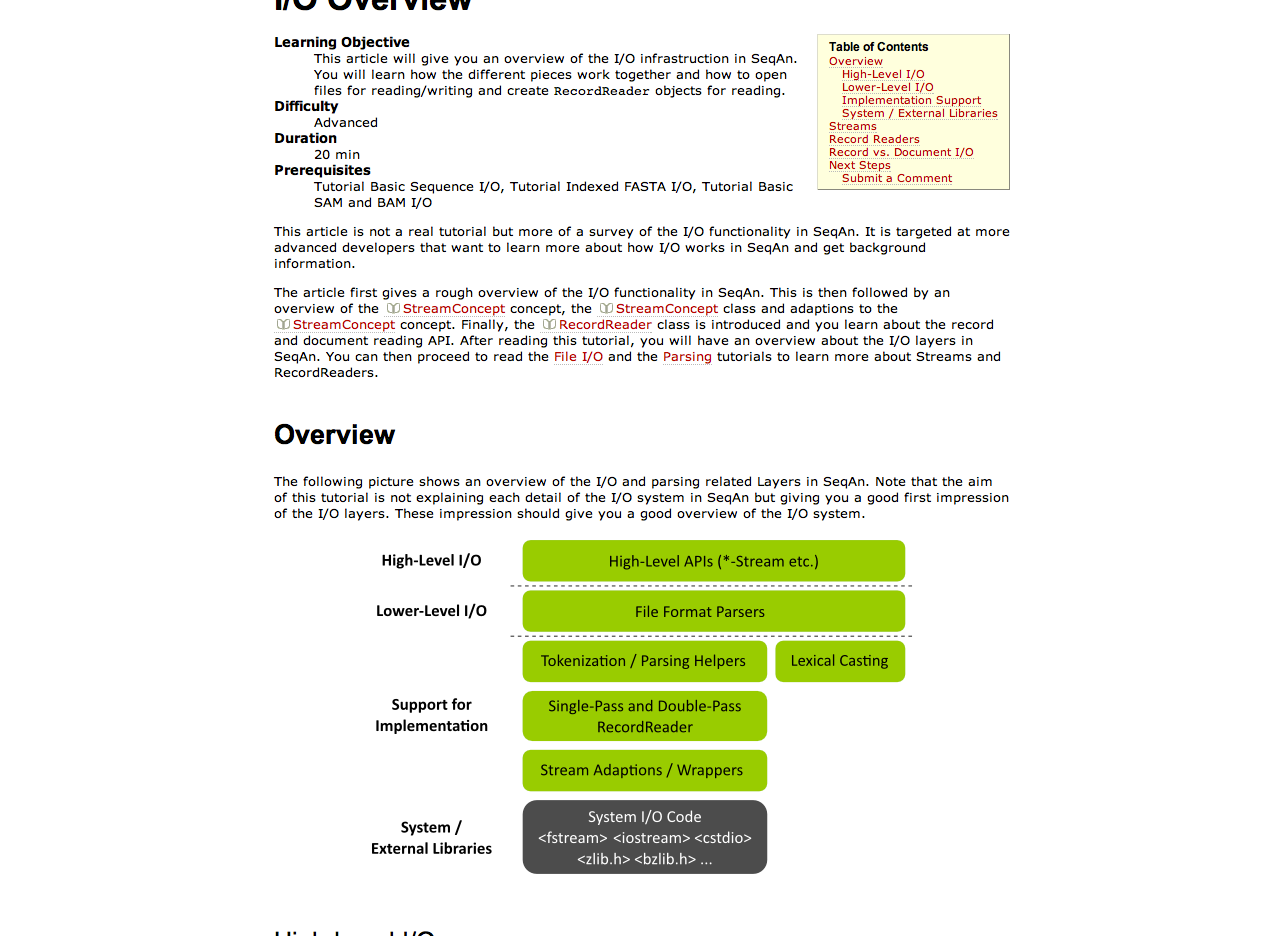 I/O Overview
Learning Objective
This article will give you an overview of the I/O infrastruction in SeqAn.
You will learn how the different pieces work together and how to open
files for reading/writing and create RecordReader objects for reading.
Difficulty
Advanced
Duration
20 min
Prerequisites
Tutorial Basic Sequence I/O, Tutorial Indexed FASTA I/O, Tutorial Basic
SAM and BAM I/O
Table of Contents
Overview
High-Level I/O
Lower-Level I/O
Implementation Support
System / External Libraries
Streams
Record Readers
Record vs. Document I/O
Next Steps
Submit a Comment
This article is not a real tutorial but more of a survey of the I/O functionality in SeqAn. It is targeted at more
advanced developers that want to learn more about how I/O works in SeqAn and get background
information.
The article first gives a rough overview of the I/O functionality in SeqAn. This is then followed by an
overview of the StreamConcept concept, the StreamConcept class and adaptions to the
StreamConcept concept. Finally, the RecordReader class is introduced and you learn about the record
and document reading API. After reading this tutorial, you will have an overview about the I/O layers in
SeqAn. You can then proceed to read the File I/O and the Parsing tutorials to learn more about Streams and
RecordReaders.
Overview
The following picture shows an overview of the I/O and parsing related Layers in SeqAn. Note that the aim
of this tutorial is not explaining each detail of the I/O system in SeqAn but giving you a good first impression
of the I/O layers. These impression should give you a good overview of the I/O system.
High-Level I/O
High-Level APIs (*-Stream etc.)
Lower-Level I/O
File Format Parsers
Tokenization / Parsing Helpers
Lexical Casting
Support for
Implementation
Single-Pass and Double-Pass
RecordReader
Stream Adaptions / Wrappers
System /
External Libraries
System I/O Code
<fstream> <iostream> <cstdio>
<zlib.h> <bzlib.h> ...
High-Level I/O